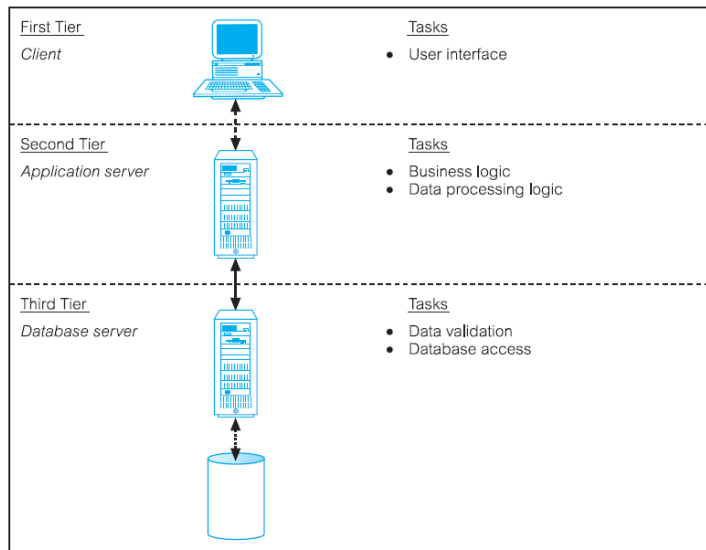 First Tier
Client
Tasks
• User interface
Second Tier
Application server
Tasks
• Business logic
• Data processing logic
Third Tier
Database server
Tasks
• Data validation
• Database access